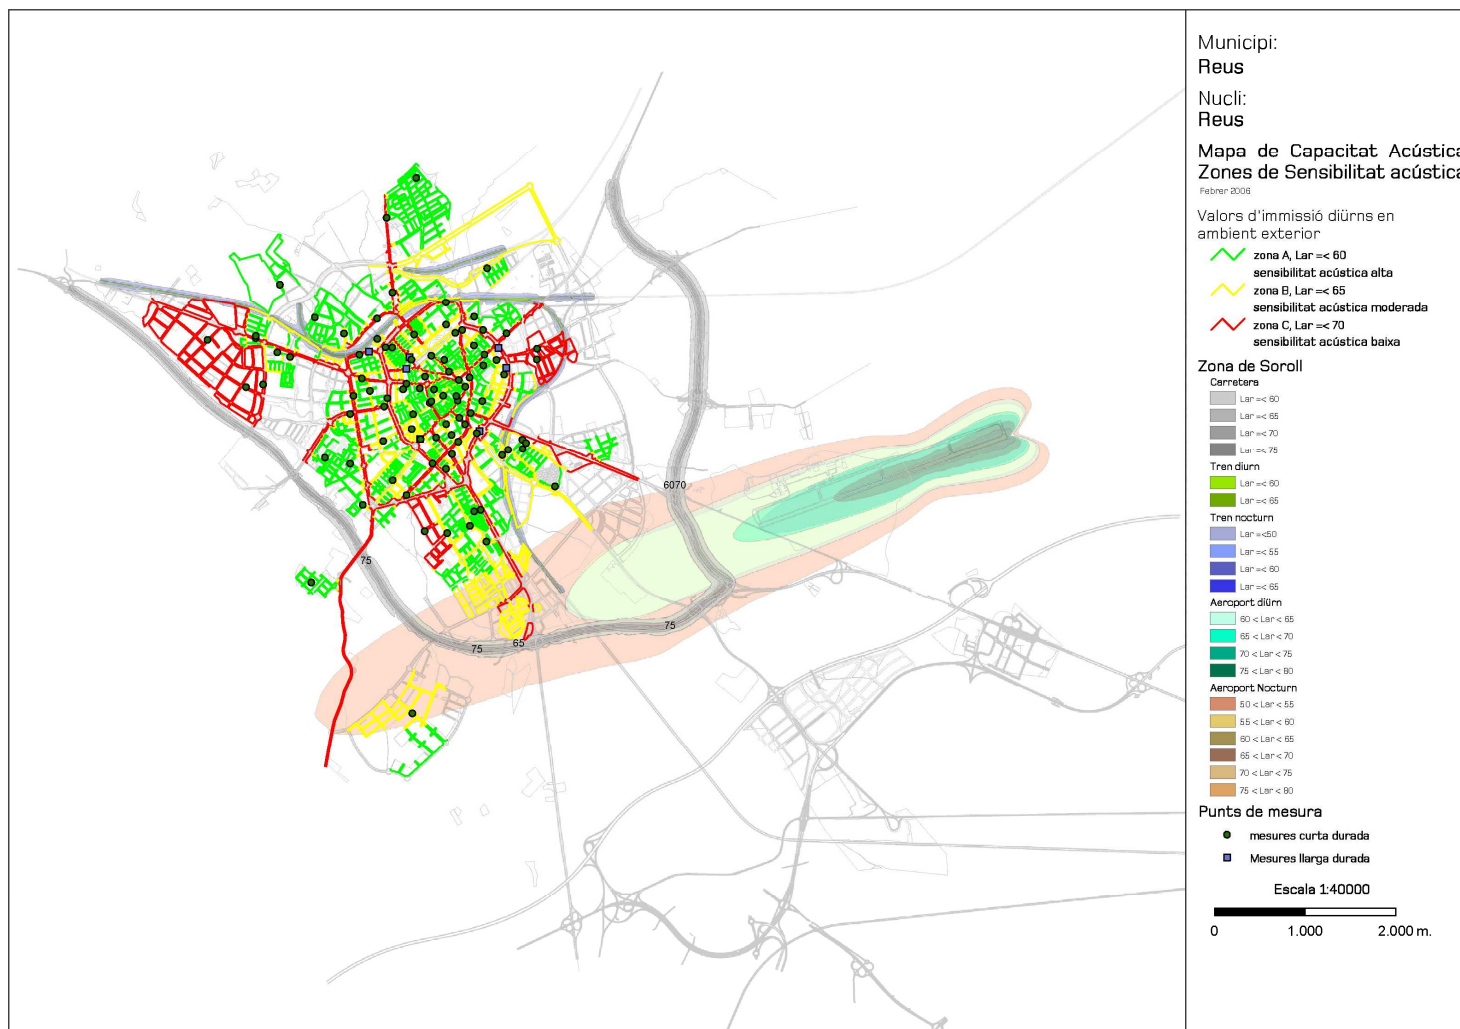 Municipi:
Reus
Nucli:
Reus
Mapa de Capacitat Acústica
Zones de Sensibilitat acústica
Febrer 2006
Valors d'immissió diürns en
ambient exterior
zona A, Lar =< 60
sensibilitat acústica alta
zona B, Lar =< 65
sensibilitat acústica moderada
zona C, Lar =< 70
sensibilitat acústica baixa
Zona de Soroll
Carretera
Lar =< 60
Lar =< 65
Lar =< 70
Lar =< 75
Tren diurn
Lar =< 60
Lar =< 65
Tren nocturn
Lar =<50
Lar =< 55
Lar =< 60
Lar =< 65
Aeroport diürn
60 < Lar < 65
65 < Lar < 70
70 < Lar < 75
75 < Lar < 80
Aeroport Nocturn
50 < Lar < 55
55 < Lar < 60
60 < Lar < 65
65 < Lar < 70
70 < Lar < 75
75 < Lar < 80
Punts de mesura
mesures curta durada
Mesures llarga durada
Escala 1:40000
0 1.000 2.000 m.
6070
75
75
65
75